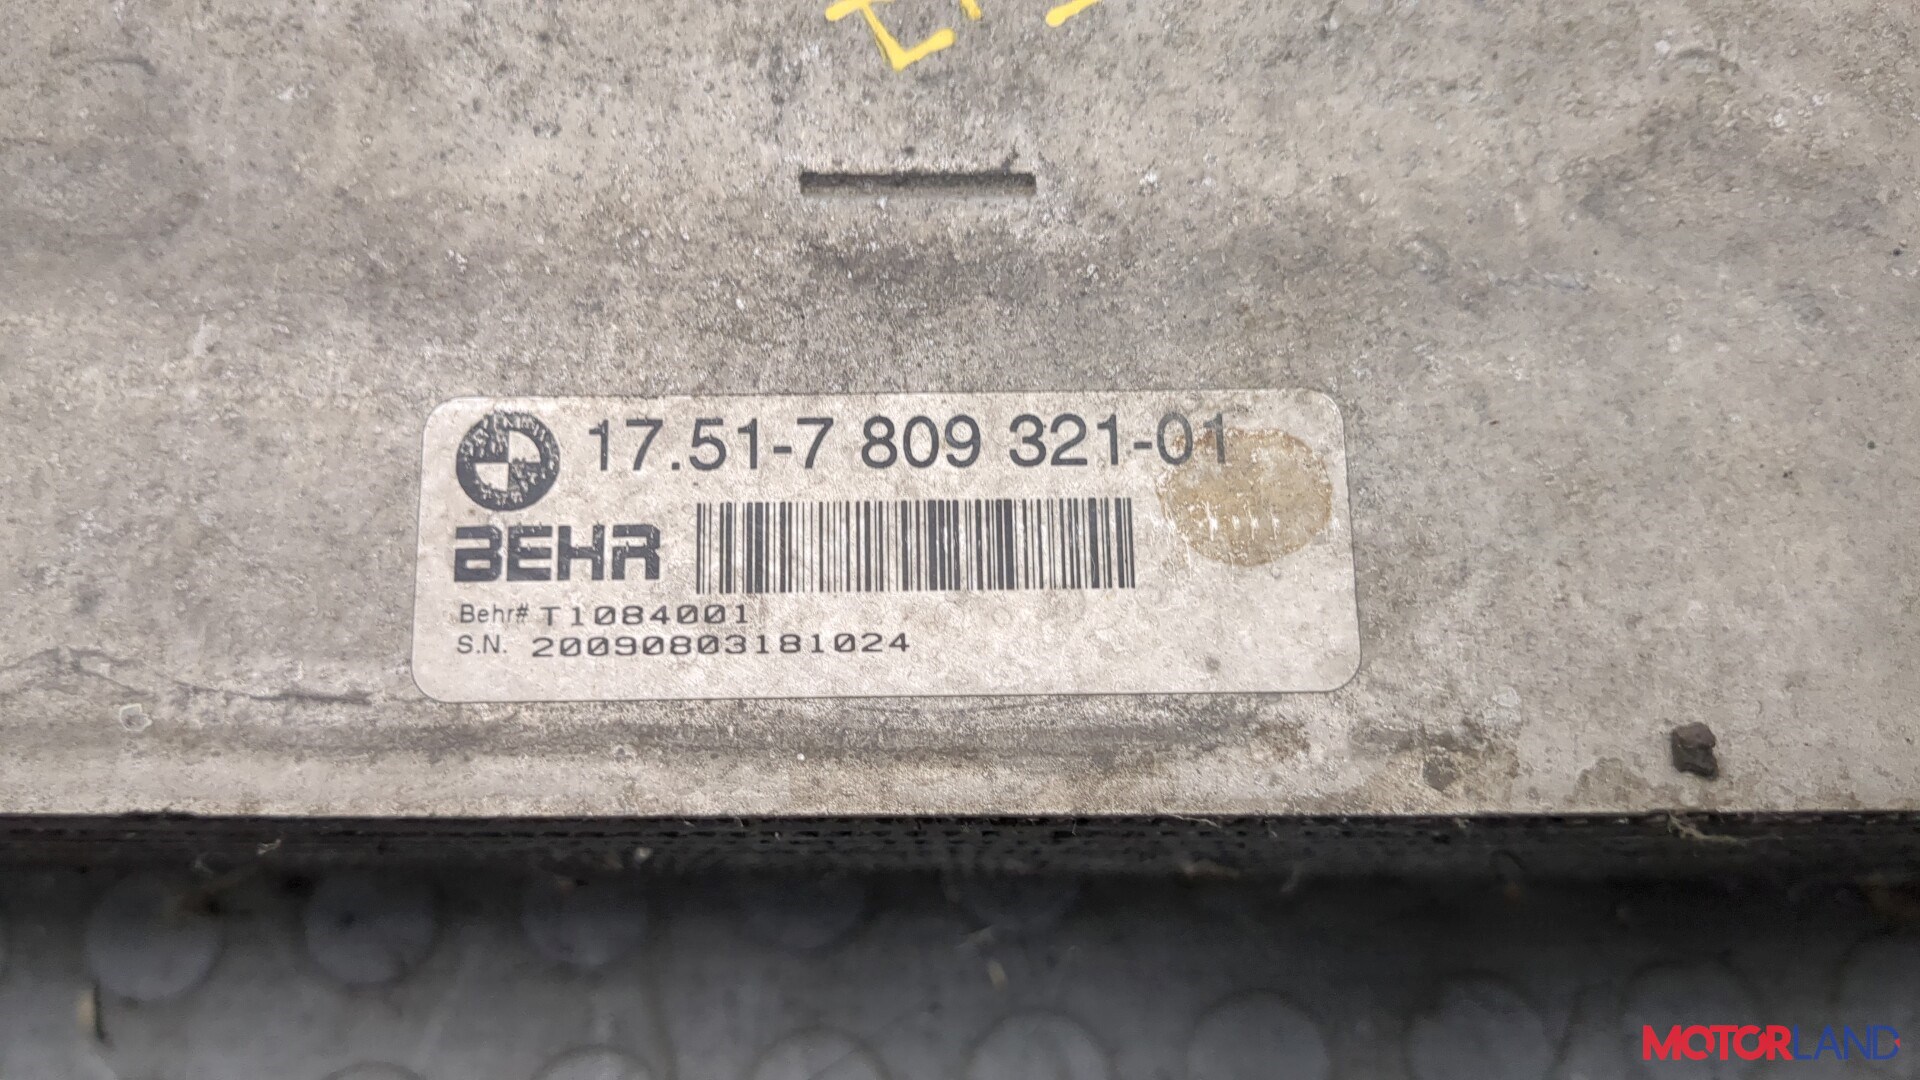 17.51-7 809 321-01
BEHR
Behr# T1084001
S.N. 20090803181024
MOTORLAND